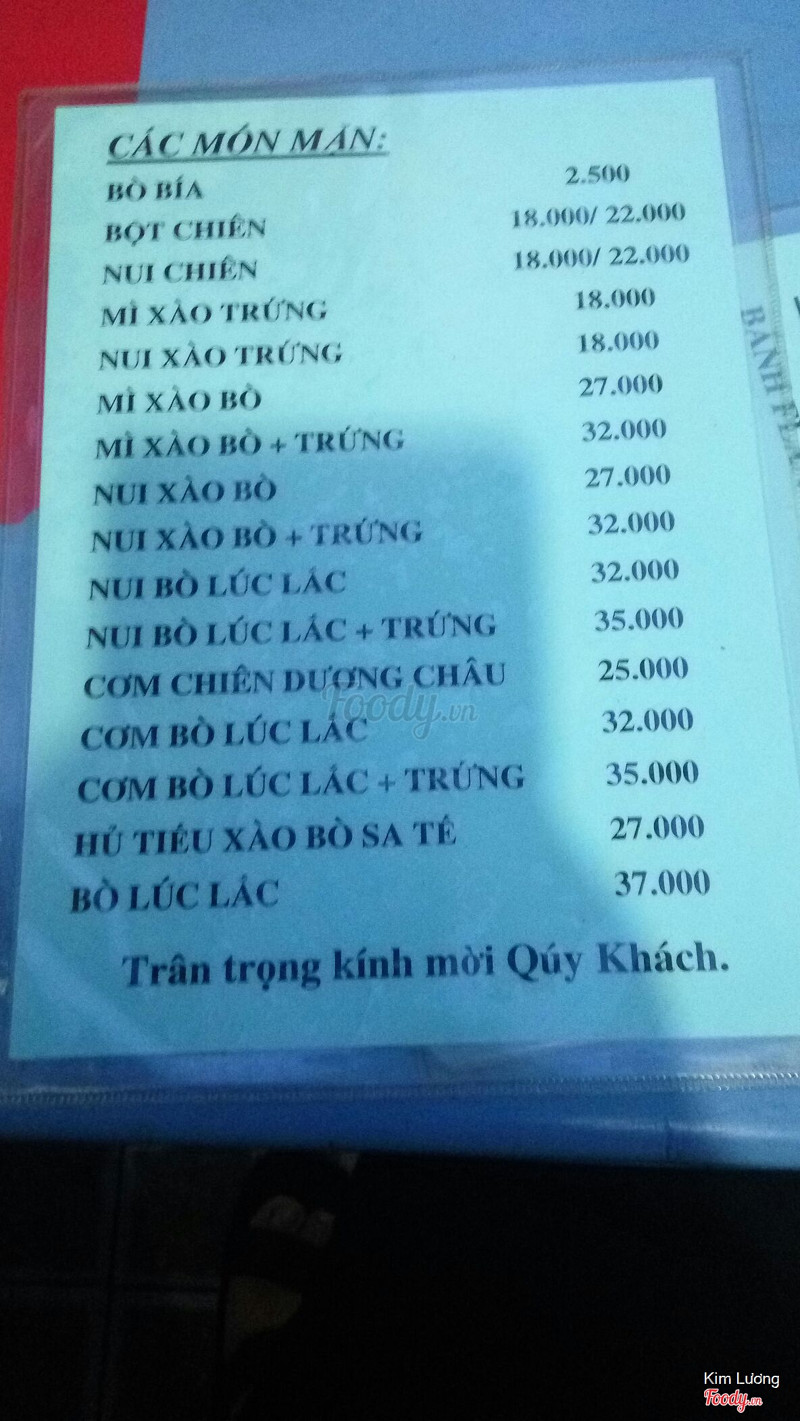 CÁC MÓN MẶN:
BÒ BÍA 2.500
BỘT CHIÊN 18.000/ 22.000
NUI CHIÊN 18.000/ 22.000
MÌ XÀO TRỨNG 18.000
NUI XÀO TRỨNG 18.000
MÌ XÀO BÒ 27.000
MÌ XÀO BÒ + TRỨNG 32.000
NUI XÀO BÒ 27.000
NUI XÀO BÒ + TRỨNG 32.000
NUI BÒ LÚC LẮC 32.000
NUI BÒ LÚC LẮC + TRỨNG 35.000
CƠM CHIÊN DƯƠNG CHÂU 25.000
CƠM BÒ LÚC LẮC 32.000
CƠM BÒ LÚC LẮC + TRỨNG 35.000
HỦ TIẾU XÀO BÒ SA TẾ 27.000
BÒ LÚC LẮC 37.000
Trân trọng kính mời Qúy Khách.
BÁNH
Foody.vn
Kim Lương
Foody.vn